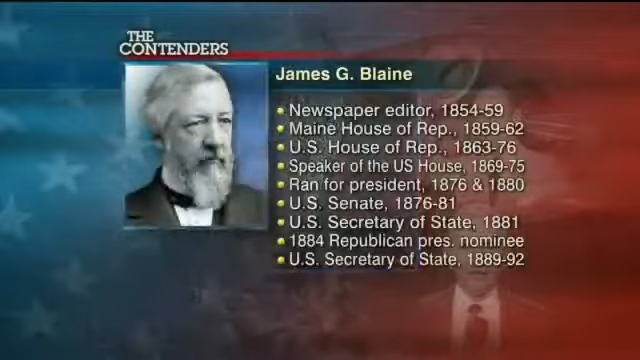 THE
CONTENDERS
James G. Blaine
• Newspaper editor, 1854-59
• Maine House of Rep., 1859-62
• U.S. House of Rep., 1863-76
• Speaker of the US House, 1869-75
• Ran for president, 1876 & 1880
• U.S. Senate, 1876-81
• U.S. Secretary of State, 1881
• 1884 Republican pres. nominee
• U.S. Secretary of State, 1889-92